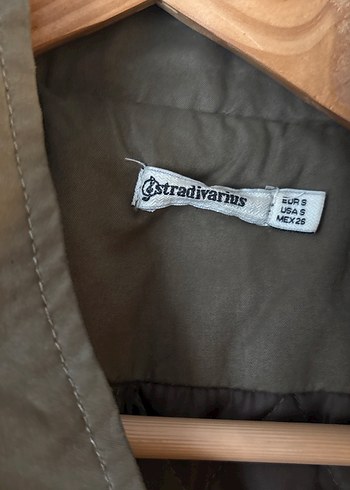 stradivarius
EUR S
USA S
MEX 26